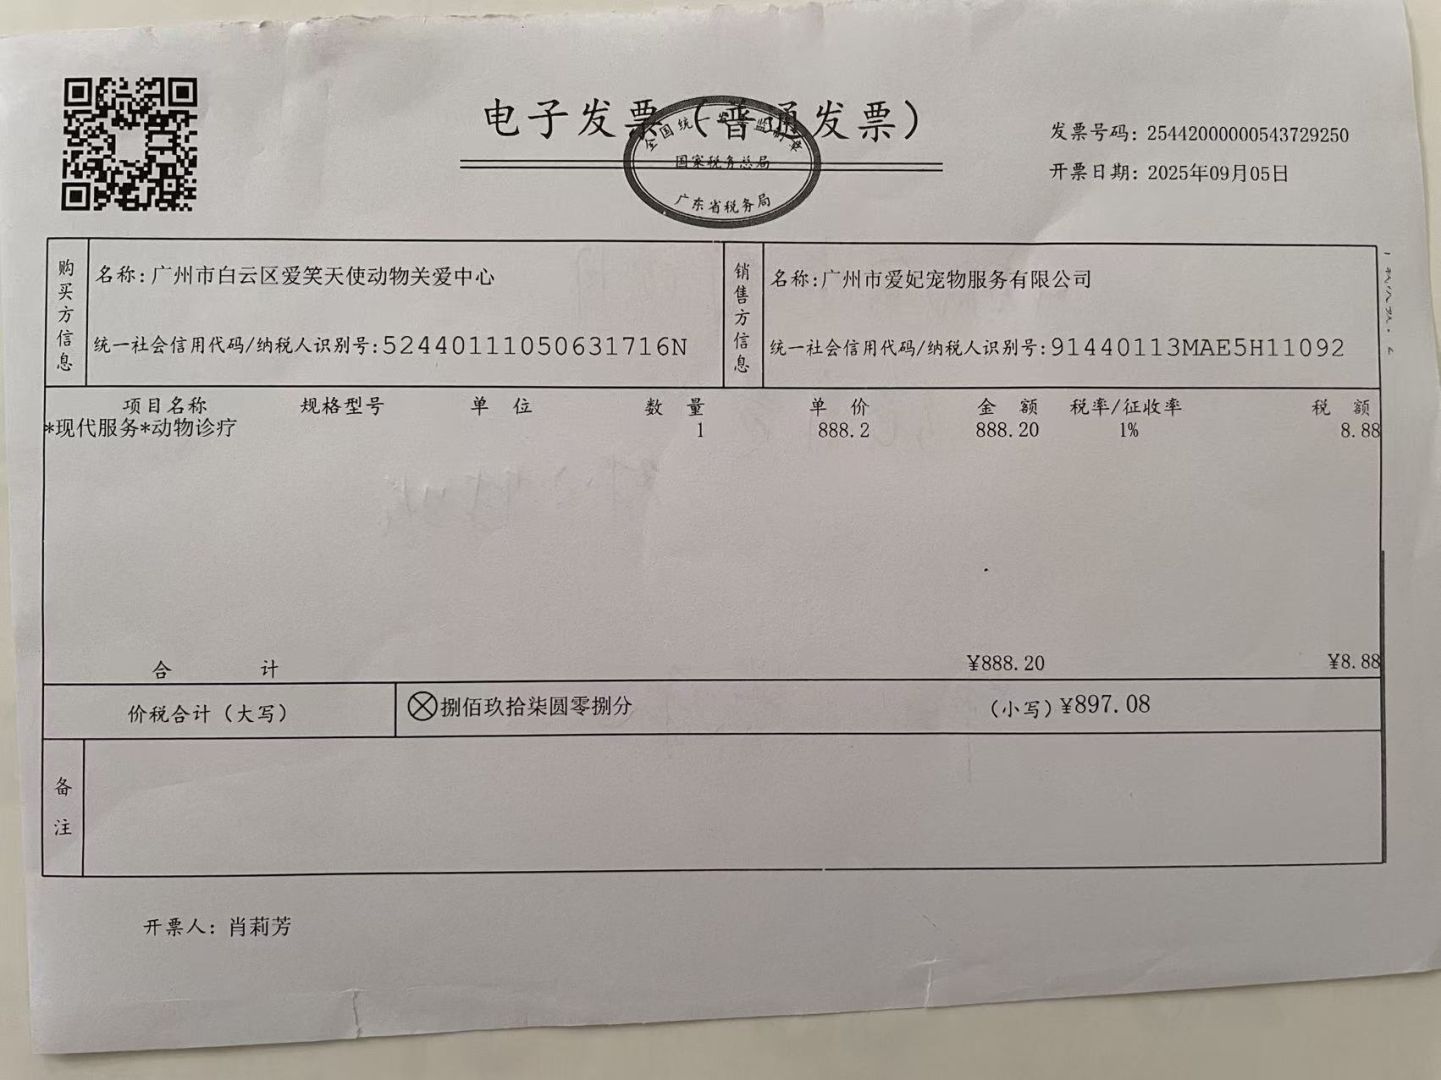 电子发票（普通发票）
全国统一发票监制章
国家税务总局
广东省税务局
发票号码：25442000000543729250
开票日期：2025年09月05日
购买方信息
名称：广州市白云区爱笑天使动物关爱中心
统一社会信用代码/纳税人识别号：52440111050631716N
销售方信息
名称：广州市爱妃宠物服务有限公司
统一社会信用代码/纳税人识别号：91440113MAE5H11092
项目名称 规格型号 单 位 数 量 单 价 金 额 税率/征收率 税 额
*现代服务*动物诊疗 1 888.2 888.20 1% 8.88
合 计 ¥888.20 ¥8.88
价税合计（大写） ⊗捌佰玖拾柒圆零捌分 （小写）¥897.08
备注
开票人：肖莉芳